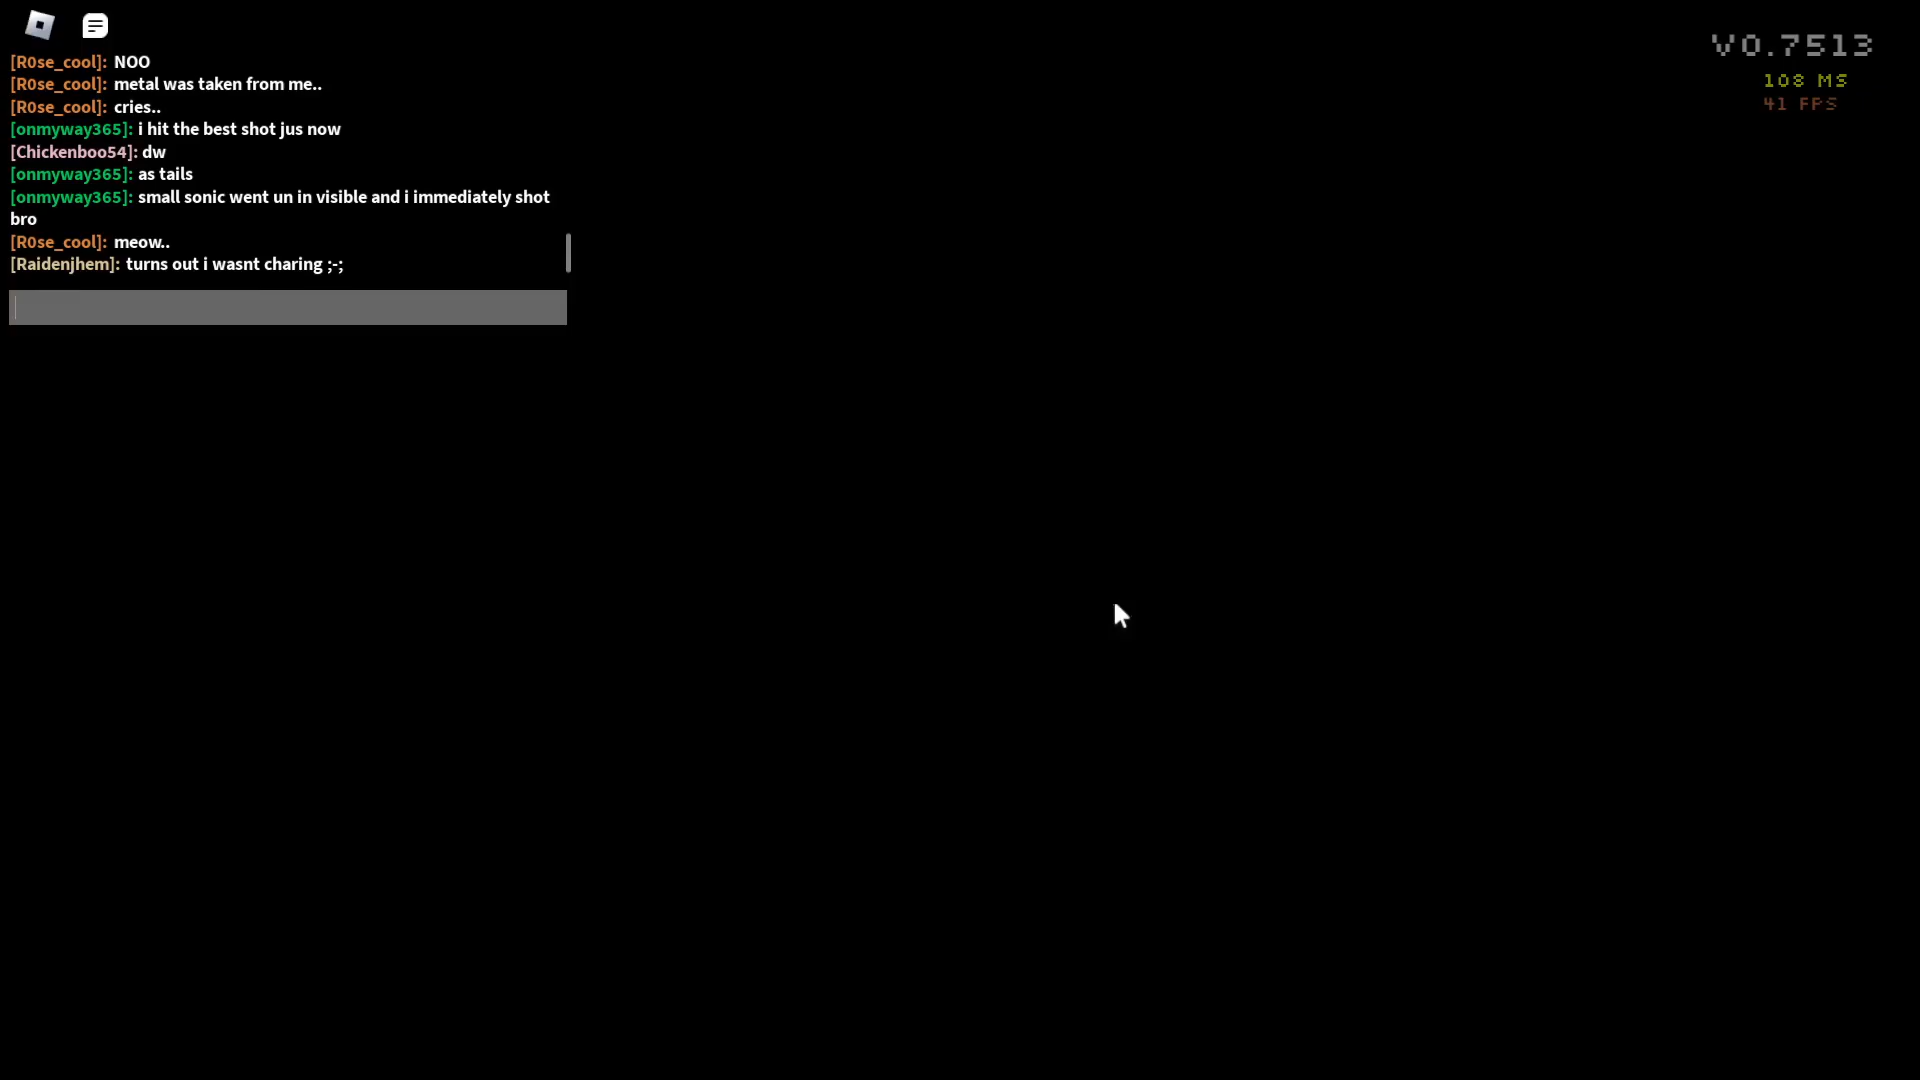 V0.7513
108 MS
41 FPS
[R0se_cool]: NOO
[R0se_cool]: metal was taken from me..
[R0se_cool]: cries..
[onmyway365]: i hit the best shot jus now
[Chickenboo54]: dw
[onmyway365]: as tails
[onmyway365]: small sonic went un in visible and i immediately shot
bro
[R0se_cool]: meow..
[Raidenjhem]: turns out i wasnt charing ;-;